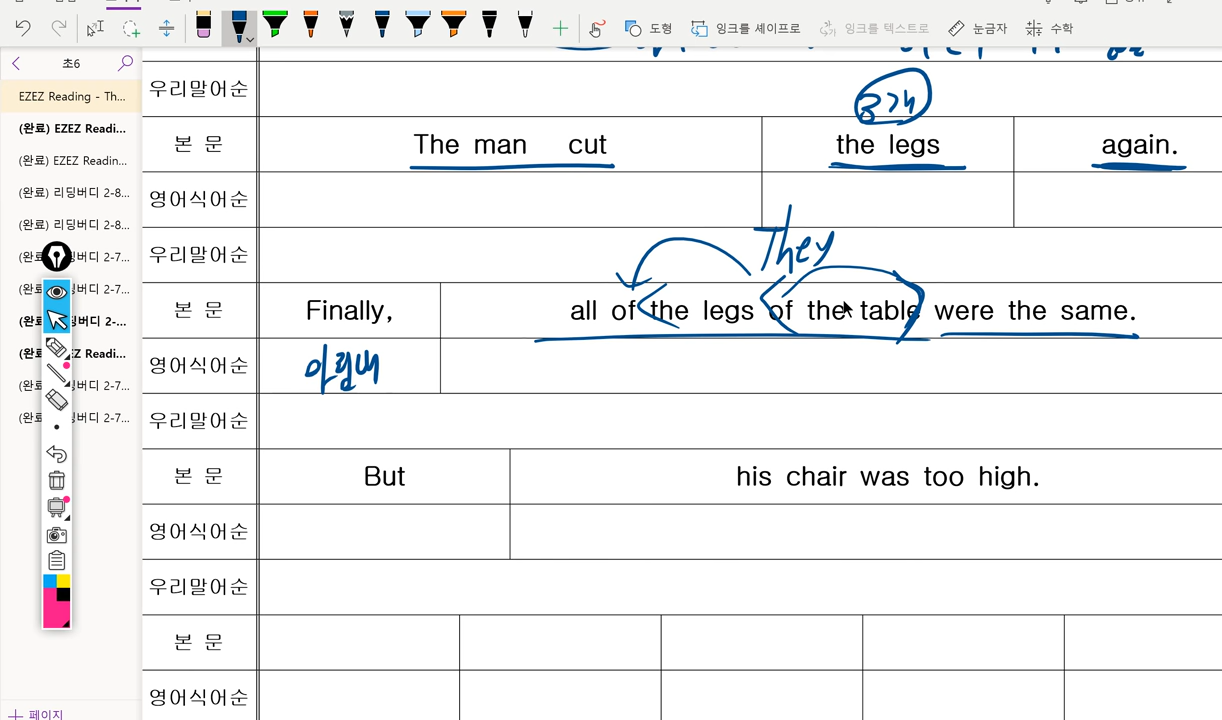 도형
잉크를 셰이프로
잉크를 텍스트로
눈금자
수학
초6
EZEZ Reading - Th...
(완료) EZEZ Readi...
(완료) EZEZ Readin...
(완료) 리딩버디 2-8...
(완료) 리딩버디 2-8...
페이지
우리말어순
본 문 The man cut the legs again.
영어식어순
우리말어순
They
본 문 Finally, all of the legs of the table were the same.
영어식어순
우리말어순
본 문 But his chair was too high.
영어식어순
우리말어순
본 문
영어식어순